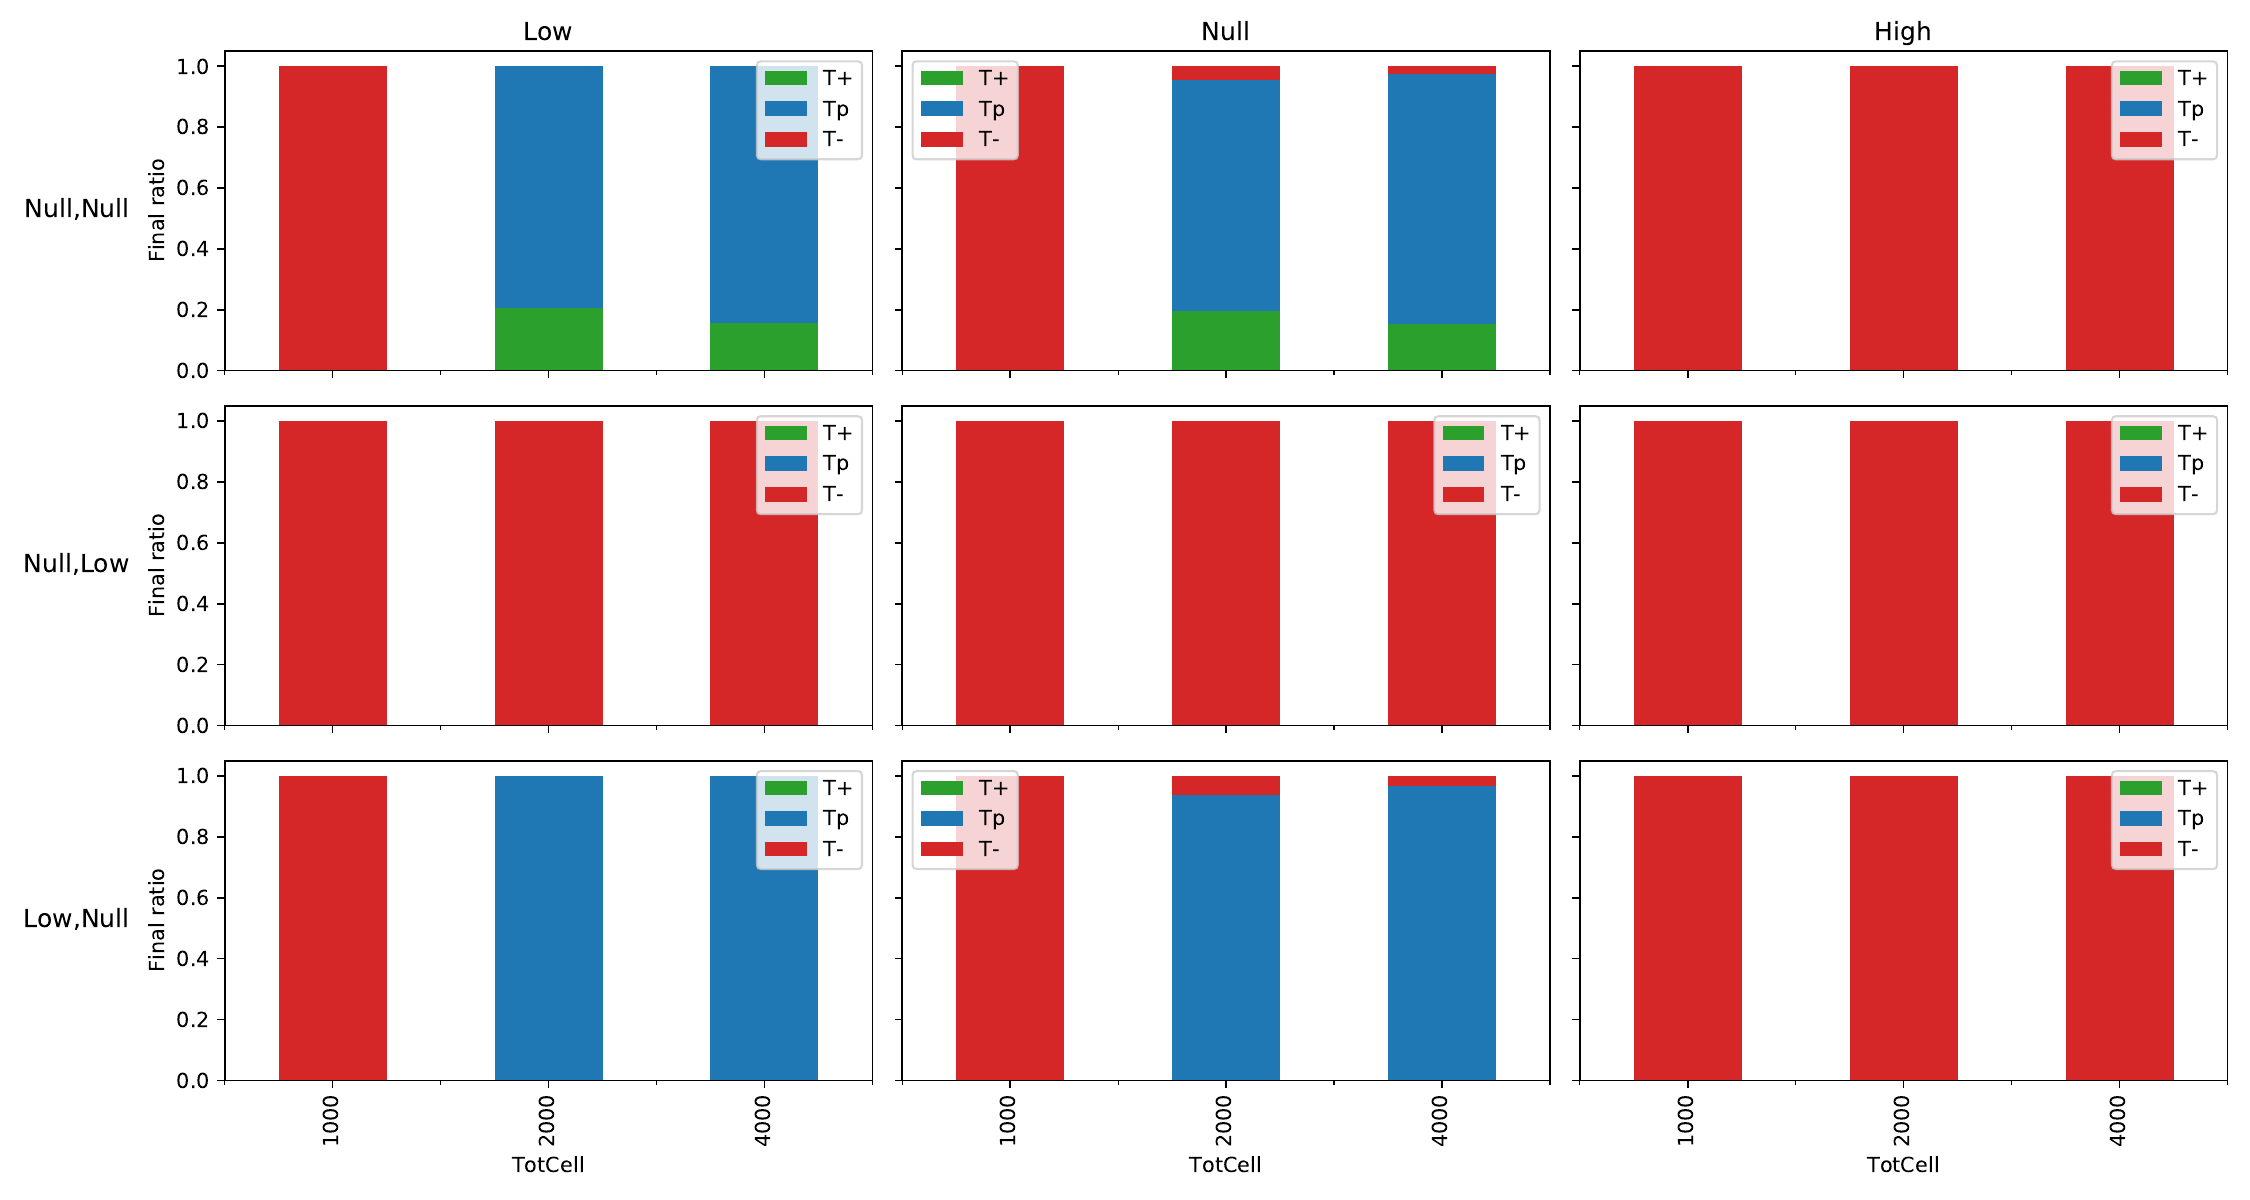 Low
Null
High
Null,Null
Final ratio
1.0
0.8
0.6
0.4
0.2
0.0
T+
Tp
T-
T+
Tp
T-
T+
Tp
T-
Null,Low
Final ratio
1.0
0.8
0.6
0.4
0.2
0.0
T+
Tp
T-
T+
Tp
T-
T+
Tp
T-
Low,Null
Final ratio
1.0
0.8
0.6
0.4
0.2
0.0
T+
Tp
T-
T+
Tp
T-
T+
Tp
T-
1000
2000
4000
TotCell
1000
2000
4000
TotCell
1000
2000
4000
TotCell